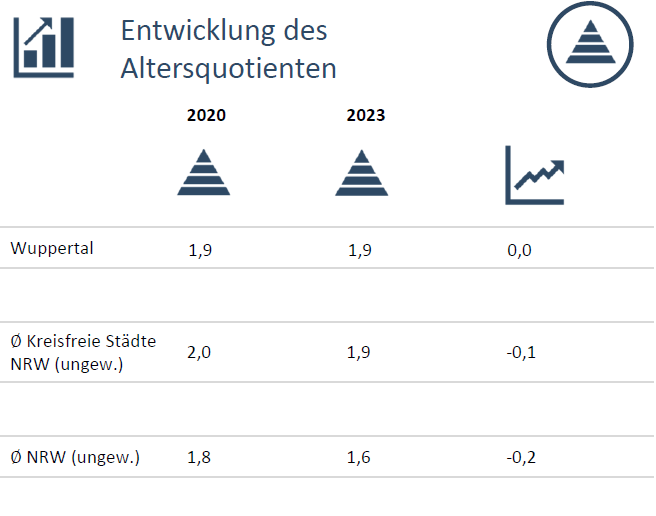 Entwicklung des
Altersquotienten
2020 2023
Wuppertal 1,9 1,9 0,0
Ø Kreisfreie Städte
NRW (ungew.) 2,0 1,9 -0,1
Ø NRW (ungew.) 1,8 1,6 -0,2